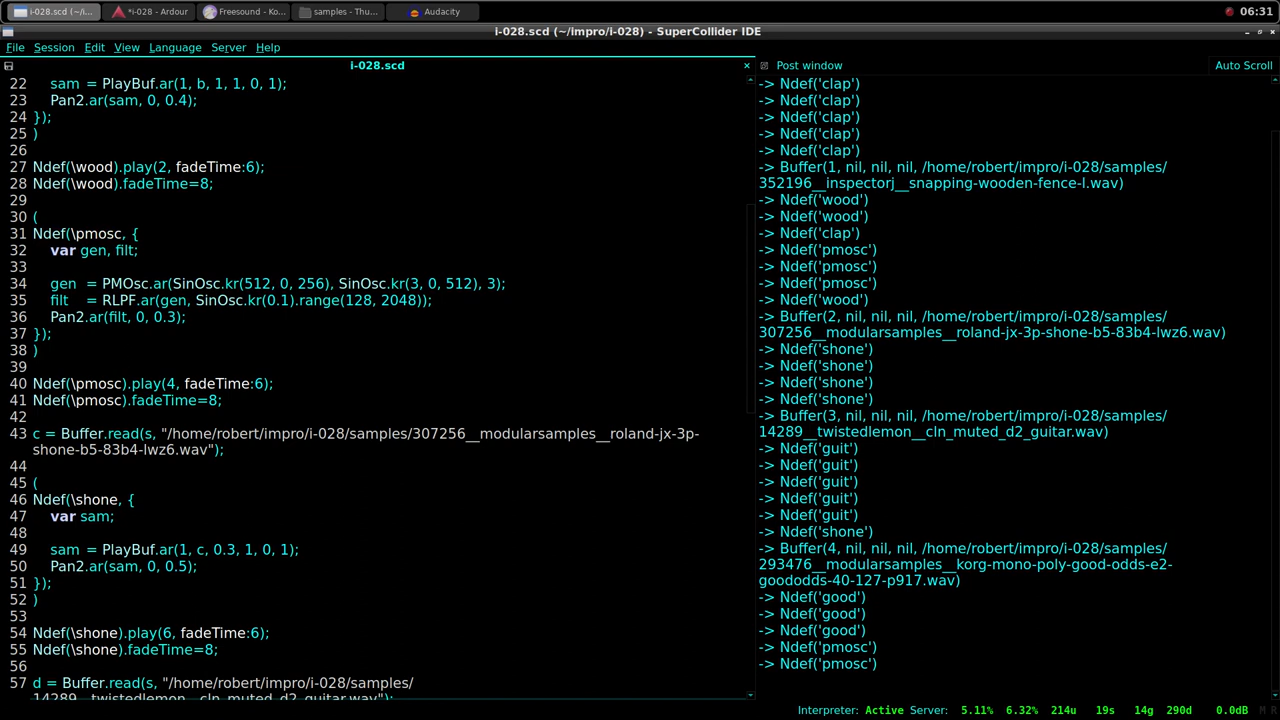 i-028.scd (~/i...
*i-028 - Ardour
Freesound - Ko...
samples - Thu...
Audacity
06:31
i-028.scd (~/impro/i-028) - SuperCollider IDE
File Session Edit View Language Server Help
i-028.scd
22 sam = PlayBuf.ar(1, b, 1, 1, 0, 1);
23 Pan2.ar(sam, 0, 0.4);
24 });
25 )
26
27 Ndef(\wood).play(2, fadeTime:6);
28 Ndef(\wood).fadeTime=8;
29
30 (
31 Ndef(\pmosc, {
32 var gen, filt;
33
34 gen = PMOsc.ar(SinOsc.kr(512, 0, 256), SinOsc.kr(3, 0, 512), 3);
35 filt = RLPF.ar(gen, SinOsc.kr(0.1).range(128, 2048));
36 Pan2.ar(filt, 0, 0.3);
37 });
38 )
39
40 Ndef(\pmosc).play(4, fadeTime:6);
41 Ndef(\pmosc).fadeTime=8;
42
43 c = Buffer.read(s, "/home/robert/impro/i-028/samples/307256__modularsamples__roland-jx-3p-
shone-b5-83b4-lwz6.wav");
44
45 (
46 Ndef(\shone, {
47 var sam;
48
49 sam = PlayBuf.ar(1, c, 0.3, 1, 0, 1);
50 Pan2.ar(sam, 0, 0.5);
51 });
52 )
53
54 Ndef(\shone).play(6, fadeTime:6);
55 Ndef(\shone).fadeTime=8;
56
57 d = Buffer.read(s, "/home/robert/impro/i-028/samples/
14289__twistedlemon__cln_muted_d2_guitar.wav");
Post window
Auto Scroll
-> Ndef('clap')
-> Ndef('clap')
-> Ndef('clap')
-> Ndef('clap')
-> Ndef('clap')
-> Buffer(1, nil, nil, nil, /home/robert/impro/i-028/samples/
352196__inspectorj__snapping-wooden-fence-l.wav)
-> Ndef('wood')
-> Ndef('wood')
-> Ndef('clap')
-> Ndef('pmosc')
-> Ndef('pmosc')
-> Ndef('pmosc')
-> Ndef('wood')
-> Buffer(2, nil, nil, nil, /home/robert/impro/i-028/samples/
307256__modularsamples__roland-jx-3p-shone-b5-83b4-lwz6.wav)
-> Ndef('shone')
-> Ndef('shone')
-> Ndef('shone')
-> Ndef('shone')
-> Buffer(3, nil, nil, nil, /home/robert/impro/i-028/samples/
14289__twistedlemon__cln_muted_d2_guitar.wav)
-> Ndef('guit')
-> Ndef('guit')
-> Ndef('guit')
-> Ndef('guit')
-> Ndef('guit')
-> Ndef('shone')
-> Buffer(4, nil, nil, nil, /home/robert/impro/i-028/samples/
293476__modularsamples__korg-mono-poly-good-odds-e2-
goododds-40-127-p917.wav)
-> Ndef('good')
-> Ndef('good')
-> Ndef('good')
-> Ndef('pmosc')
-> Ndef('pmosc')
Interpreter: Active Server: 5.11% 6.32% 214u 19s 14g 290d 0.0dB M R